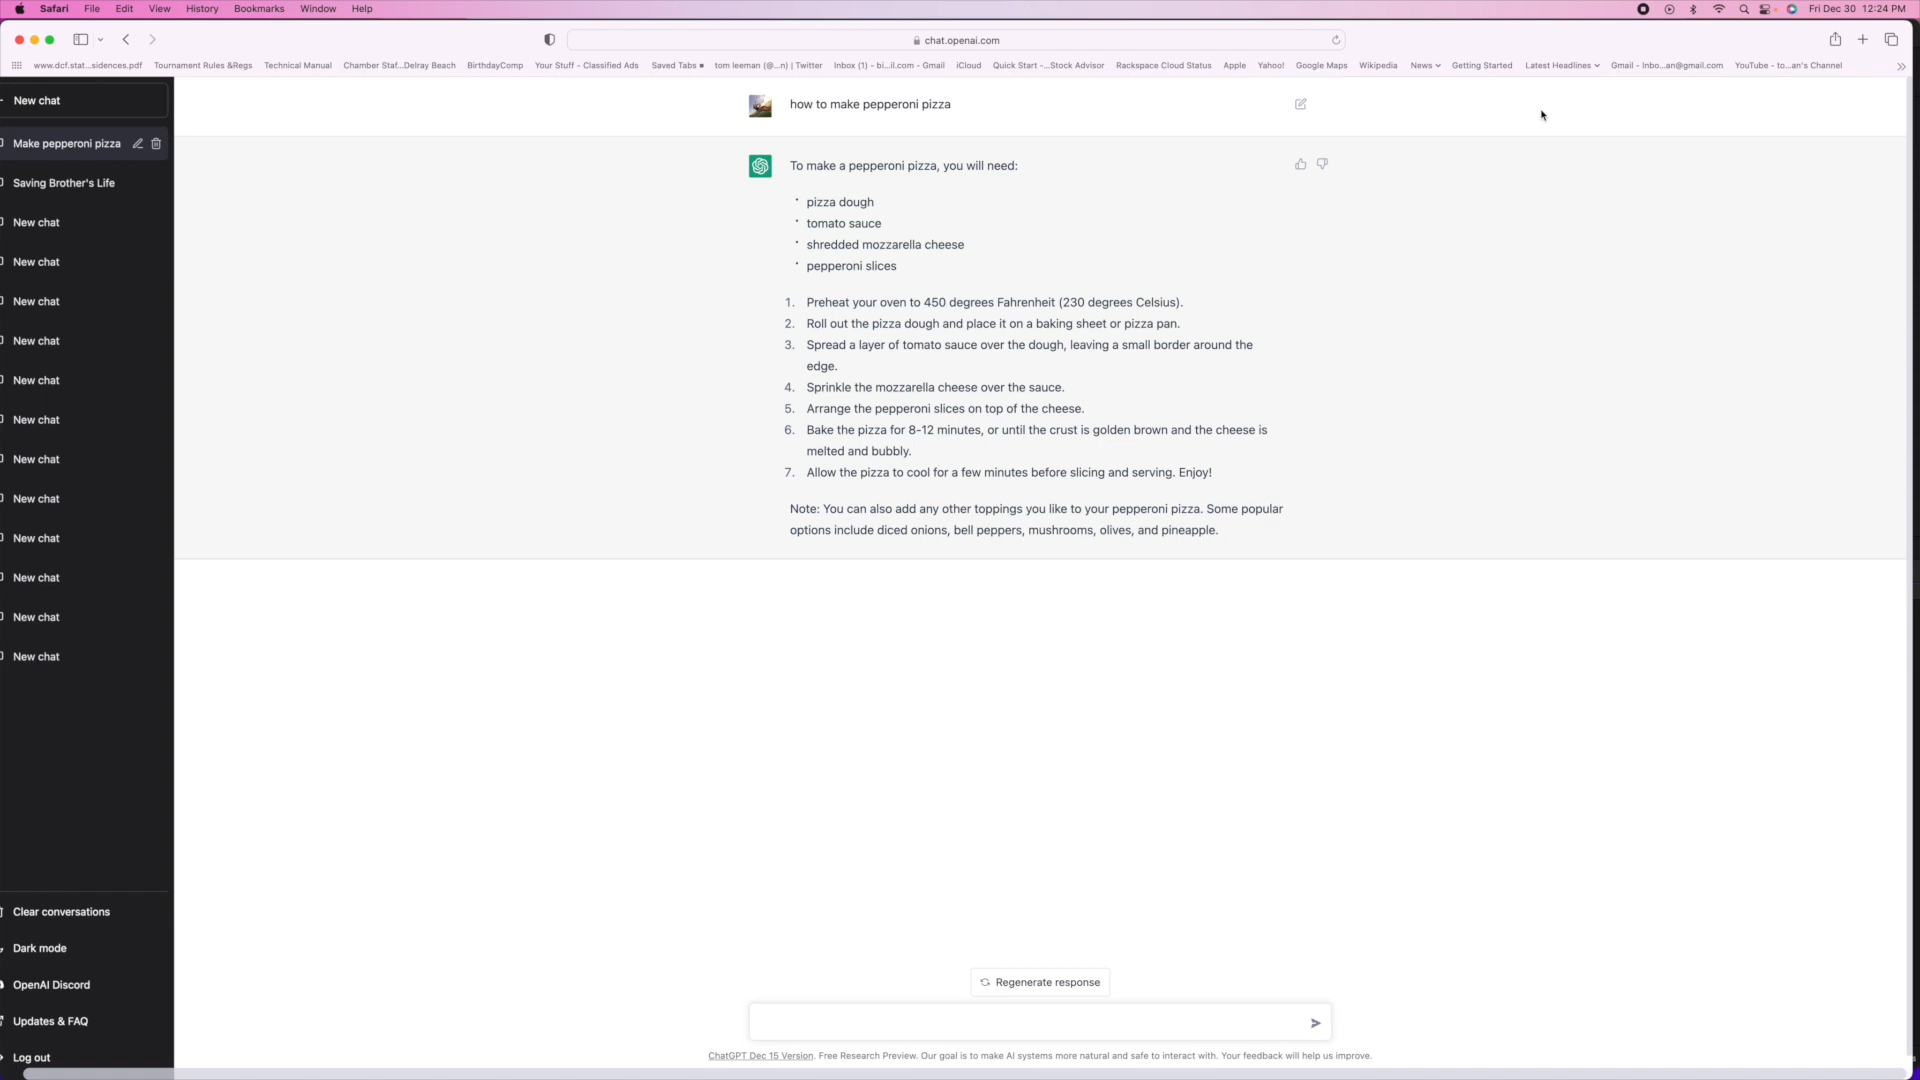 Safari File Edit View History Bookmarks Window Help Fri Dec 30 12:24 PM
chat.openai.com
www.dcf.stat...sidences.pdf Tournament Rules &Regs Technical Manual Chamber Staf...Delray Beach BirthdayComp Your Stuff - Classified Ads Saved Tabs tom leeman (@...n) | Twitter Inbox (1) - bi...il.com - Gmail iCloud Quick Start -...Stock Advisor Rackspace Cloud Status Apple Yahoo! Google Maps Wikipedia News Getting Started Latest Headlines Gmail - Inbo...an@gmail.com YouTube - to...an's Channel
New chat
Make pepperoni pizza
Saving Brother's Life
New chat
New chat
New chat
New chat
New chat
New chat
New chat
New chat
New chat
New chat
New chat
New chat
Clear conversations
Dark mode
OpenAI Discord
Updates & FAQ
Log out
how to make pepperoni pizza
To make a pepperoni pizza, you will need:
• pizza dough
• tomato sauce
• shredded mozzarella cheese
• pepperoni slices
1. Preheat your oven to 450 degrees Fahrenheit (230 degrees Celsius).
2. Roll out the pizza dough and place it on a baking sheet or pizza pan.
3. Spread a layer of tomato sauce over the dough, leaving a small border around the
edge.
4. Sprinkle the mozzarella cheese over the sauce.
5. Arrange the pepperoni slices on top of the cheese.
6. Bake the pizza for 8-12 minutes, or until the crust is golden brown and the cheese is
melted and bubbly.
7. Allow the pizza to cool for a few minutes before slicing and serving. Enjoy!
Note: You can also add any other toppings you like to your pepperoni pizza. Some popular
options include diced onions, bell peppers, mushrooms, olives, and pineapple.
Regenerate response
ChatGPT Dec 15 Version. Free Research Preview. Our goal is to make AI systems more natural and safe to interact with. Your feedback will help us improve.